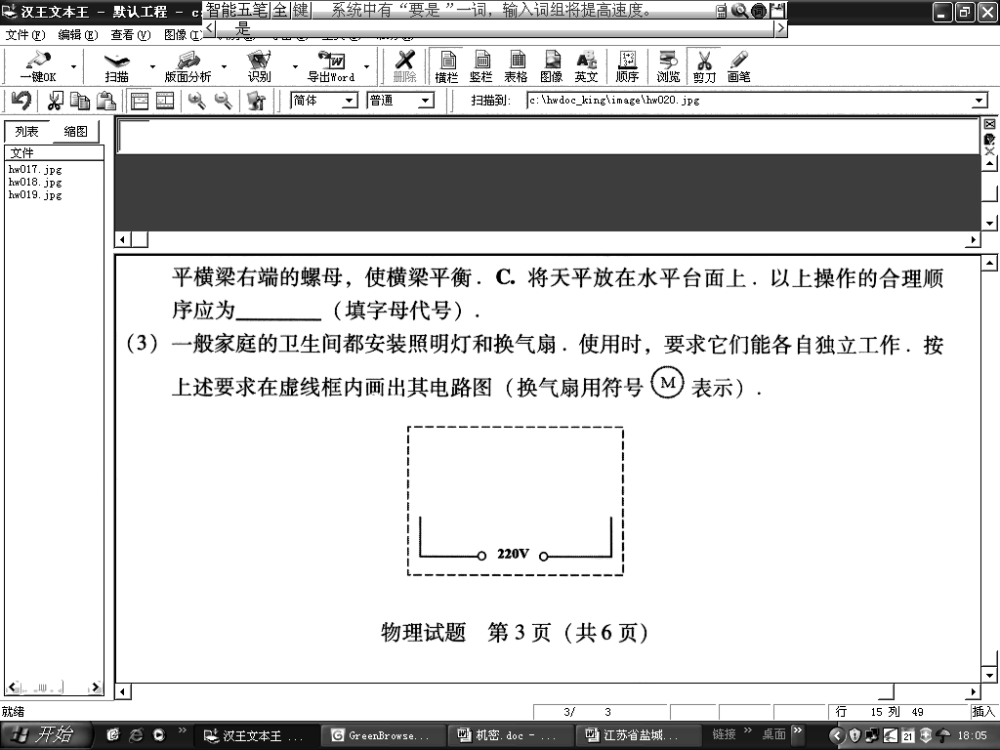 汉王文本王 - 默认工程 - c:
智能五笔 全 键 系统中有“要是”一词，输入词组将提高速度。
是
文件(F) 编辑(E) 查看(V) 图像(I)
一键OK 扫描 版面分析 识别 导出Word 删除 横栏 竖栏 表格 图像 英文 顺序 浏览 剪刀 画笔
简体 普通 扫描到: c:\hwdoc_king\image\hw020.jpg
列表 缩图
文件
hw017.jpg
hw018.jpg
hw019.jpg
平横梁右端的螺母，使横梁平衡．C. 将天平放在水平台面上．以上操作的合理顺
序应为________（填字母代号）．
（3）一般家庭的卫生间都安装照明灯和换气扇．使用时，要求它们能各自独立工作．按
上述要求在虚线框内画出其电路图（换气扇用符号 M 表示）．
220V
物理试题 第 3 页（共 6 页）
就绪 3/ 3 行 15 列 49 插入
开始 汉王文本王 ... GreenBrowse... 机密.doc - ... 江苏省盐城... 链接 » 桌面 » 21 18:05